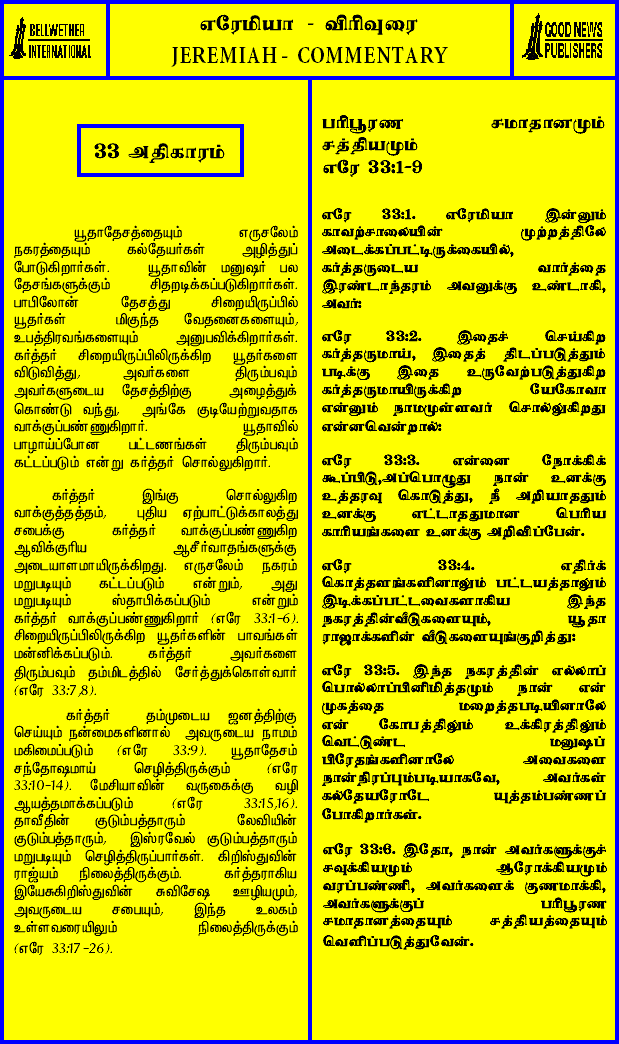 BELLWETHER
INTERNATIONAL
எரேமியா - விரிவுரை
JEREMIAH - COMMENTARY
GOOD NEWS
PUBLISHERS
33 அதிகாரம்
யூதாதேசத்தையும் எருசலேம்
நகரத்தையும் கல்தேயர்கள் அழித்துப்
போடுகிறார்கள். யூதாவின் மனுஷர் பல
தேசங்களுக்கும் சிதறடிக்கப்படுகிறார்கள்.
பாபிலோன் தேசத்து சிறையிருப்பில்
யூதர்கள் மிகுந்த வேதனைகளையும்,
உபத்திரவங்களையும் அனுபவிக்கிறார்கள்.
கர்த்தர் சிறையிருப்பிலிருக்கிற யூதர்களை
விடுவித்து, அவர்களை திரும்பவும்
அவர்களுடைய தேசத்திற்கு அழைத்துக்
கொண்டு வந்து, அங்கே குடியேற்றுவதாக
வாக்குப்பண்ணுகிறார். யூதாவில்
பாழாய்ப்போன பட்டணங்கள் திரும்பவும்
கட்டப்படும் என்று கர்த்தர் சொல்லுகிறார்.
கர்த்தர் இங்கு சொல்லுகிற
வாக்குத்தத்தம், புதிய ஏற்பாட்டுக்காலத்து
சபைக்கு கர்த்தர் வாக்குப்பண்ணுகிற
ஆவிக்குரிய ஆசீர்வாதங்களுக்கு
அடையாளமாயிருக்கிறது. எருசலேம் நகரம்
மறுபடியும் கட்டப்படும் என்றும், அது
மறுபடியும் ஸ்தாபிக்கப்படும் என்றும்
கர்த்தர் வாக்குப்பண்ணுகிறார் (எரே 33:1-6).
சிறையிருப்பிலிருக்கிற யூதர்களின் பாவங்கள்
மன்னிக்கப்படும். கர்த்தர் அவர்களை
திரும்பவும் தம்மிடத்தில் சேர்த்துக்கொள்வார்
(எரே 33:7,8).
கர்த்தர் தம்முடைய ஜனத்திற்கு
செய்யும் நன்மைகளினால் அவருடைய நாமம்
மகிமைப்படும் (எரே 33:9). யூதாதேசம்
சந்தோஷமாய் செழித்திருக்கும் (எரே
33:10-14). மேசியாவின் வருகைக்கு வழி
ஆயத்தமாக்கப்படும் (எரே 33:15,16).
தாவீதின் குடும்பத்தாரும் லேவியின்
குடும்பத்தாரும், இஸ்ரவேல் குடும்பத்தாரும்
மறுபடியும் செழித்திருப்பார்கள். கிறிஸ்துவின்
ராஜ்யம் நிலைத்திருக்கும். கர்த்தராகிய
இயேசுகிறிஸ்துவின் சுவிசேஷ ஊழியமும்,
அவருடைய சபையும், இந்த உலகம்
உள்ளவரையிலும் நிலைத்திருக்கும்
(எரே 33:17-26).
பரிபூரண சமாதானமும்
சத்தியமும்
எரே 33:1-9
எரே 33:1. எரேமியா இன்னும்
காவற்சாலையின் முற்றத்திலே
அடைக்கப்பட்டிருக்கையில்,
கர்த்தருடைய வார்த்தை
இரண்டாந்தரம் அவனுக்கு உண்டாகி,
அவர்:
எரே 33:2. இதைச் செய்கிற
கர்த்தருமாய், இதைத் திடப்படுத்தும்
படிக்கு இதை உருவேற்படுத்துகிற
கர்த்தருமாயிருக்கிற யேகோவா
என்னும் நாமமுள்ளவர் சொல்லுகிறது
என்னவென்றால்:
எரே 33:3. என்னை நோக்கிக்
கூப்பிடு,அப்பொழுது நான் உனக்கு
உத்தரவு கொடுத்து, நீ அறியாததும்
உனக்கு எட்டாததுமான பெரிய
காரியங்களை உனக்கு அறிவிப்பேன்.
எரே 33:4. எதிர்க்
கொத்தளங்களினாலும் பட்டயத்தாலும்
இடிக்கப்பட்டவைகளாகிய இந்த
நகரத்தின்வீடுகளையும், யூதா
ராஜாக்களின் வீடுகளையுங்குறித்து:
எரே 33:5. இந்த நகரத்தின் எல்லாப்
பொல்லாப்பினிமித்தமும் நான் என்
முகத்தை மறைத்தபடியினாலே
என் கோபத்திலும் உக்கிரத்திலும்
வெட்டுண்ட மனுஷப்
பிரேதங்களினாலே அவைகளை
நான்நிரப்பும்படியாகவே, அவர்கள்
கல்தேயரோடே யுத்தம்பண்ணப்
போகிறார்கள்.
எரே 33:6. இதோ, நான் அவர்களுக்குச்
சவுக்கியமும் ஆரோக்கியமும்
வரப்பண்ணி, அவர்களைக் குணமாக்கி,
அவர்களுக்குப் பரிபூரண
சமாதானத்தையும் சத்தியத்தையும்
வெளிப்படுத்துவேன்.